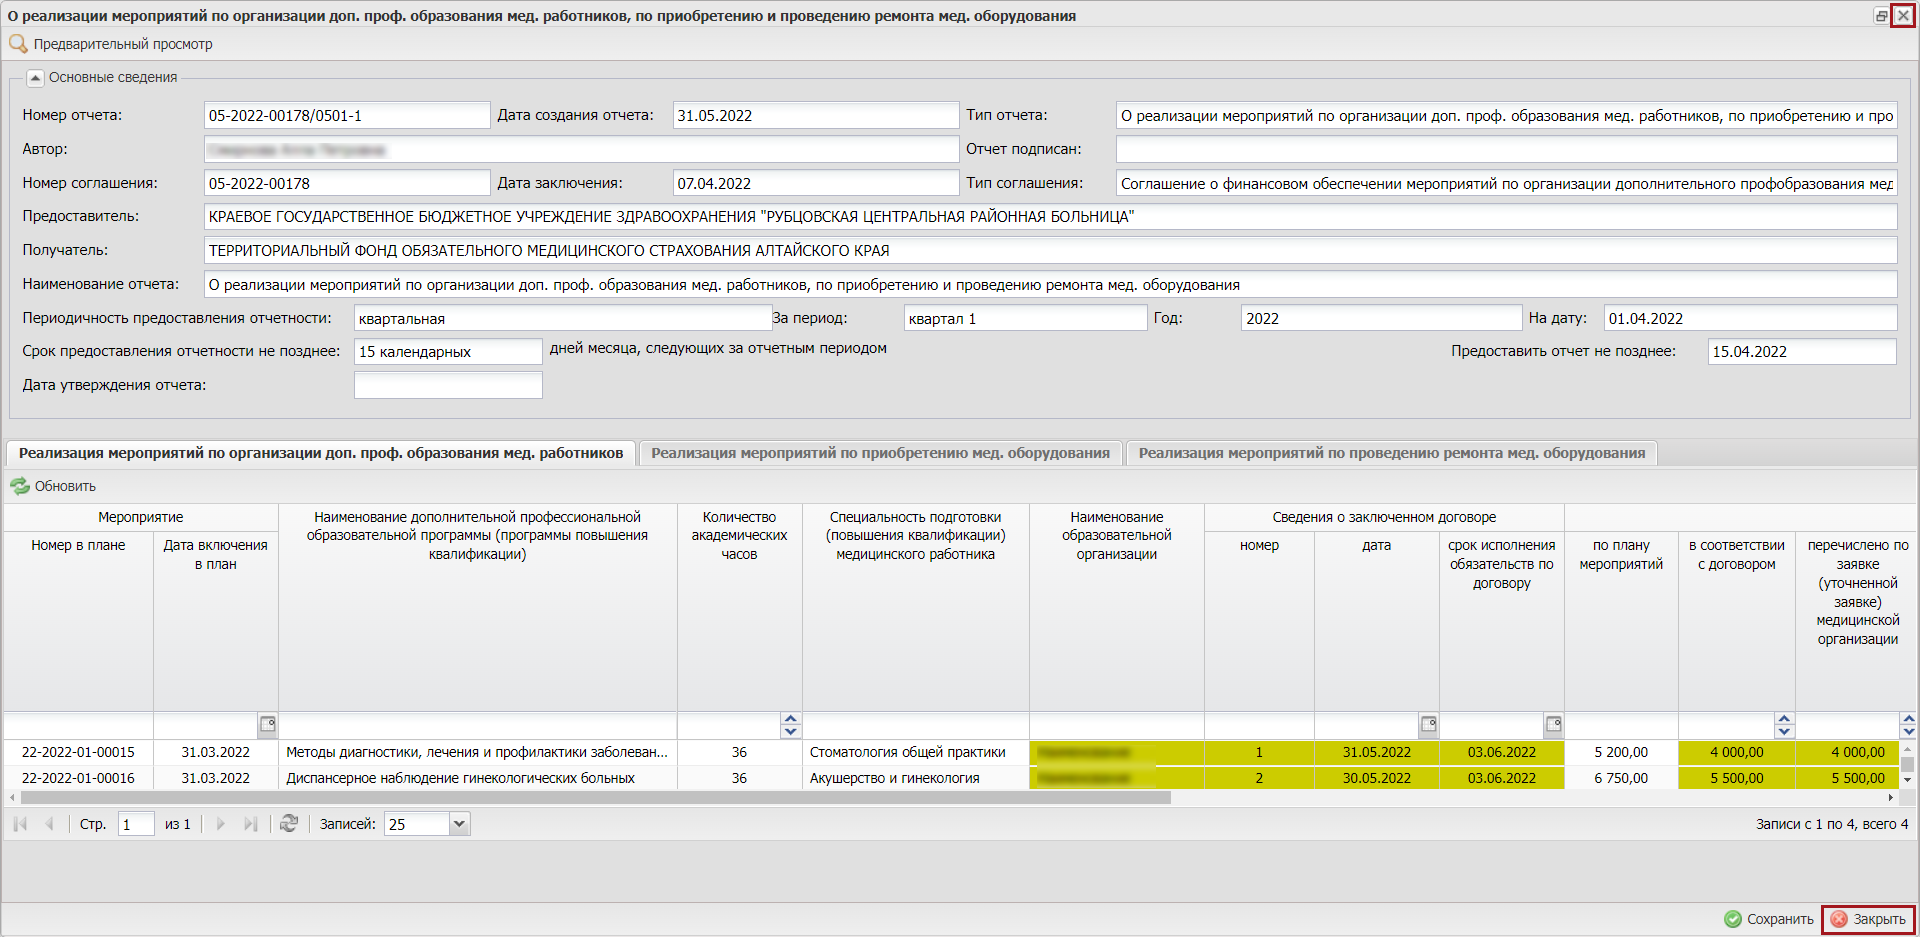 О реализации мероприятий по организации доп. проф. образования мед. работников, по приобретению и проведению ремонта мед. оборудования
Предварительный просмотр
Основные сведения
Номер отчета: 05-2022-00178/0501-1 Дата создания отчета: 31.05.2022 Тип отчета: О реализации мероприятий по организации доп. проф. образования мед. работников, по приобретению и про
Автор: Отчет подписан:
Номер соглашения: 05-2022-00178 Дата заключения: 07.04.2022 Тип соглашения: Соглашение о финансовом обеспечении мероприятий по организации дополнительного профобразования мед
Предоставитель: КРАЕВОЕ ГОСУДАРСТВЕННОЕ БЮДЖЕТНОЕ УЧРЕЖДЕНИЕ ЗДРАВООХРАНЕНИЯ "РУБЦОВСКАЯ ЦЕНТРАЛЬНАЯ РАЙОННАЯ БОЛЬНИЦА"
Получатель: ТЕРРИТОРИАЛЬНЫЙ ФОНД ОБЯЗАТЕЛЬНОГО МЕДИЦИНСКОГО СТРАХОВАНИЯ АЛТАЙСКОГО КРАЯ
Наименование отчета: О реализации мероприятий по организации доп. проф. образования мед. работников, по приобретению и проведению ремонта мед. оборудования
Периодичность предоставления отчетности: квартальная За период: квартал 1 Год: 2022 На дату: 01.04.2022
Срок предоставления отчетности не позднее: 15 календарных дней месяца, следующих за отчетным периодом Предоставить отчет не позднее: 15.04.2022
Дата утверждения отчета:
Реализация мероприятий по организации доп. проф. образования мед. работников Реализация мероприятий по приобретению мед. оборудования Реализация мероприятий по проведению ремонта мед. оборудования
Обновить
Мероприятие
Номер в плане
Дата включения
в план
Наименование дополнительной профессиональной
образовательной программы (программы повышения
квалификации)
Количество
академических
часов
Специальность подготовки
(повышения квалификации)
медицинского работника
Наименование
образовательной
организации
Сведения о заключенном договоре
номер
дата
срок исполнения
обязательств по
договору
по плану
мероприятий
в соответствии
с договором
перечислено по
заявке
(уточненной
заявке)
медицинской
организации
22-2022-01-00015 31.03.2022 Методы диагностики, лечения и профилактики заболеван... 36 Стоматология общей практики 1 31.05.2022 03.06.2022 5 200,00 4 000,00 4 000,00
22-2022-01-00016 31.03.2022 Диспансерное наблюдение гинекологических больных 36 Акушерство и гинекология 2 30.05.2022 03.06.2022 6 750,00 5 500,00 5 500,00
Стр. 1 из 1 Записей: 25 Записи с 1 по 4, всего 4
Сохранить Закрыть